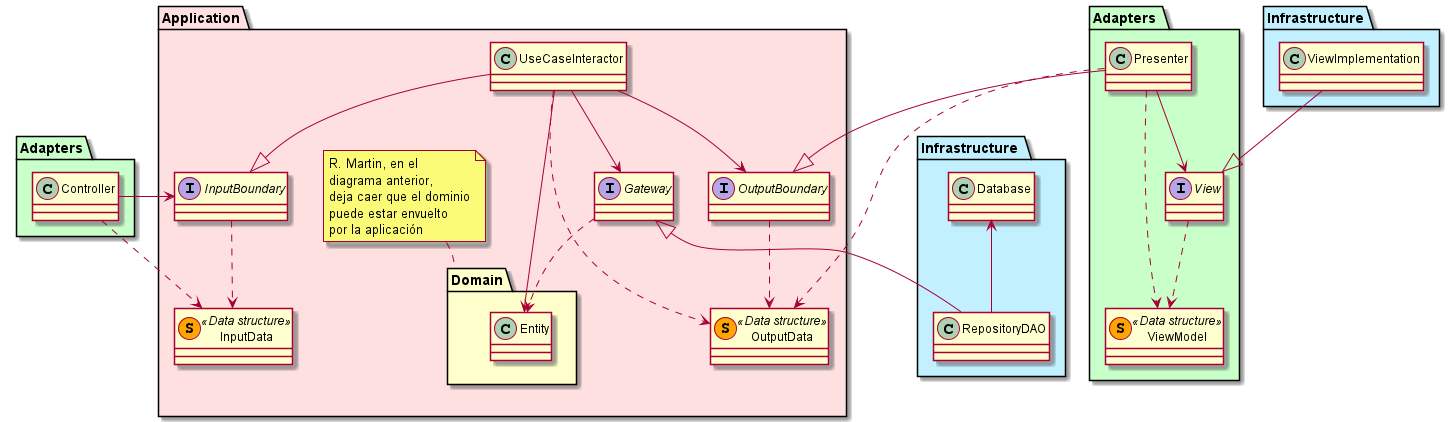 Application
C UseCaseInteractor
Adapters
C Presenter
Infrastructure
C ViewImplementation
Adapters
C Controller
I InputBoundary
R. Martin, en el
diagrama anterior,
deja caer que el dominio
puede estar envuelto
por la aplicación
I Gateway
I OutputBoundary
Infrastructure
C Database
I View
S «Data structure»
InputData
Domain
C Entity
S «Data structure»
OutputData
C RepositoryDAO
S «Data structure»
ViewModel